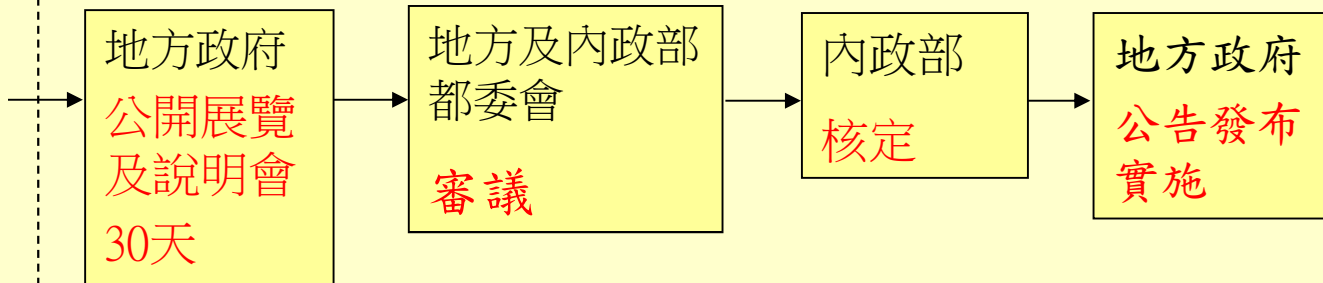 地方政府
公開展覽
及說明會
30天
地方及內政部
都委會
審議
內政部
核定
地方政府
公告發布
實施